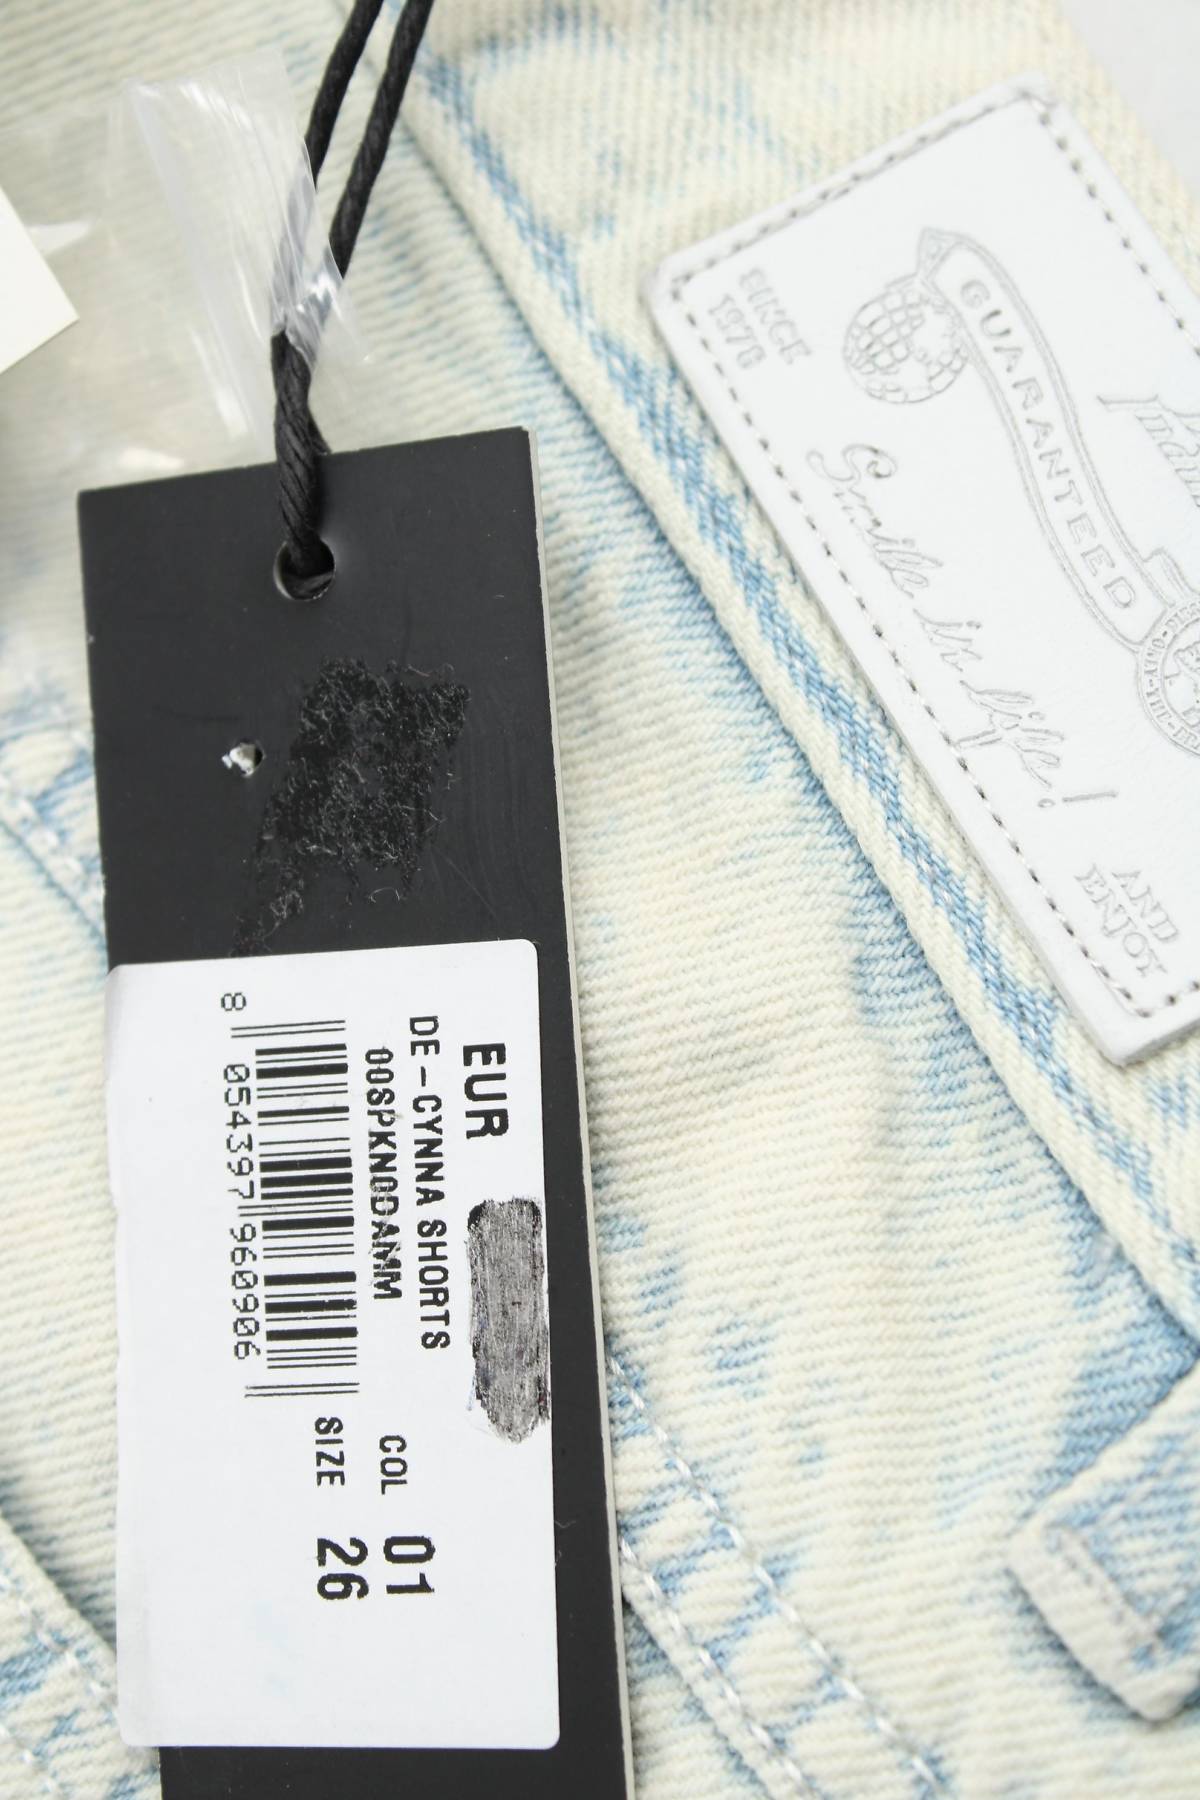 EUR
DE-CYNNA SHORTS
00SPKN0DAMM
COL 01
SIZE 26
8 054397 960906
SINCE
1978
GUARANTEED
Smile in life!
AND
ENJOY